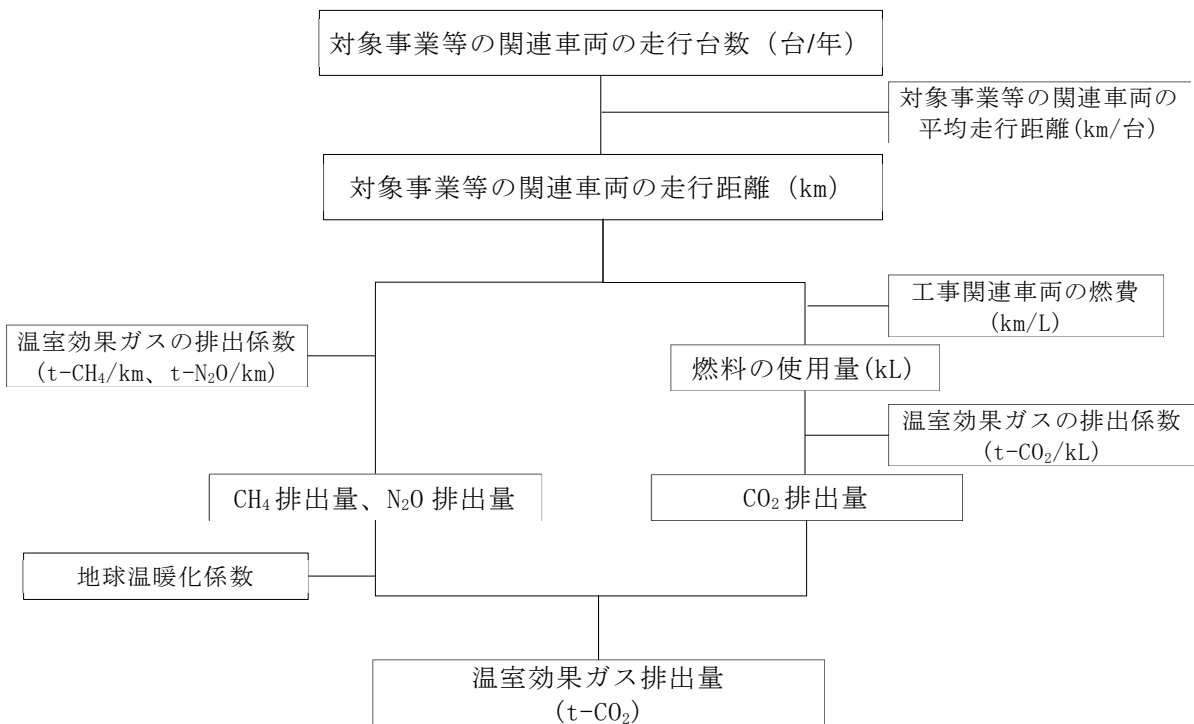 対象事業等の関連車両の走行台数（台/年）
対象事業等の関連車両の
平均走行距離(km/台)
対象事業等の関連車両の走行距離（km）
工事関連車両の燃費
(km/L)
温室効果ガスの排出係数
(t-CH₄/km、t-N₂O/km)
燃料の使用量(kL)
温室効果ガスの排出係数
(t-CO₂/kL)
CH₄排出量、N₂O排出量
CO₂排出量
地球温暖化係数
温室効果ガス排出量
(t-CO₂)